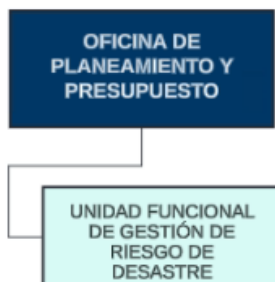 OFICINA DE
PLANEAMIENTO Y
PRESUPUESTO
UNIDAD FUNCIONAL
DE GESTIÓN DE
RIESGO DE
DESASTRE